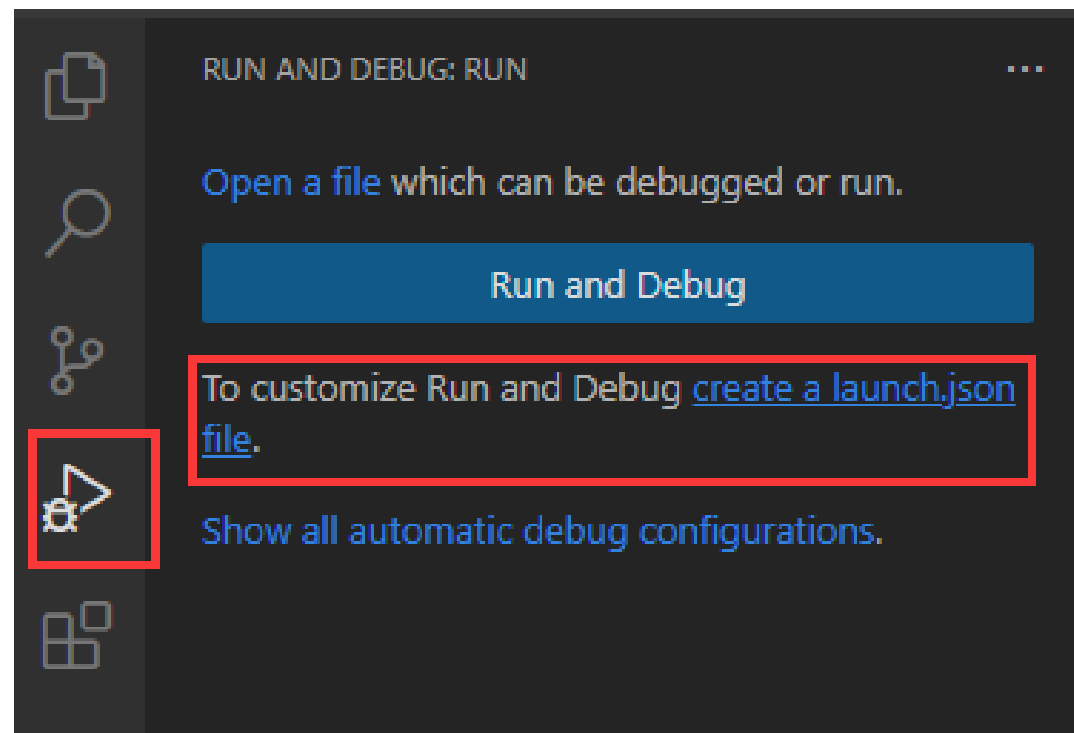 RUN AND DEBUG: RUN
Open a file which can be debugged or run.
Run and Debug
To customize Run and Debug create a launch.json
file.
Show all automatic debug configurations.